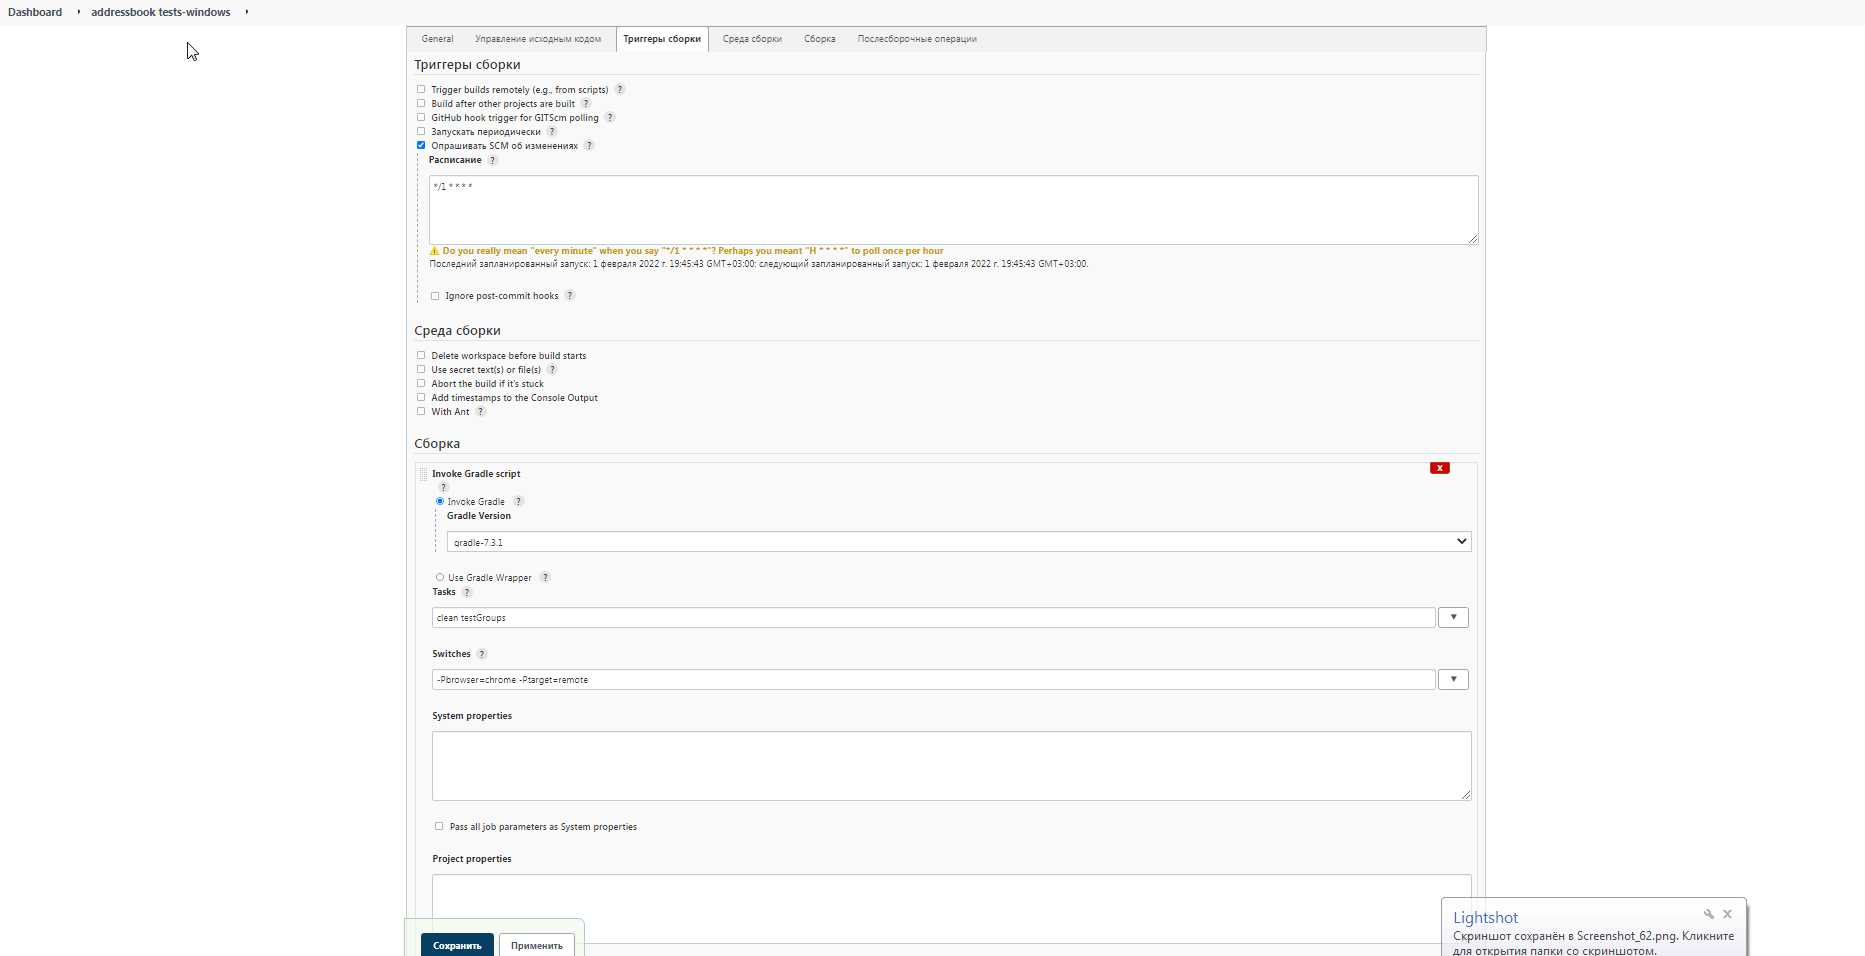 Dashboard addressbook tests-windows
General Управление исходным кодом Триггеры сборки Среда сборки Сборка Послесборочные операции
Триггеры сборки
Trigger builds remotely (e.g., from scripts) ?
Build after other projects are built ?
GitHub hook trigger for GITScm polling ?
Запускать периодически ?
Опрашивать SCM об изменениях ?
Расписание ?
*/1 * * * *
Do you really mean "every minute" when you say "*/1 * * * *"? Perhaps you meant "H * * * *" to poll once per hour
Последний запланированный запуск: 1 февраля 2022 г. 19:45:43 GMT+03:00; следующий запланированный запуск: 1 февраля 2022 г. 19:45:43 GMT+03:00.
Ignore post-commit hooks ?
Среда сборки
Delete workspace before build starts
Use secret text(s) or file(s) ?
Abort the build if it's stuck
Add timestamps to the Console Output
With Ant ?
Сборка
X
Invoke Gradle script
?
Invoke Gradle ?
Gradle Version
gradle-7.3.1
Use Gradle Wrapper ?
Tasks ?
clean testGroups
Switches ?
-Pbrowser=chrome -Ptarget=remote
System properties
Pass all job parameters as System properties
Project properties
Сохранить Применить
Lightshot
Скриншот сохранён в Screenshot_62.png. Кликните
для открытия папки со скриншотом.